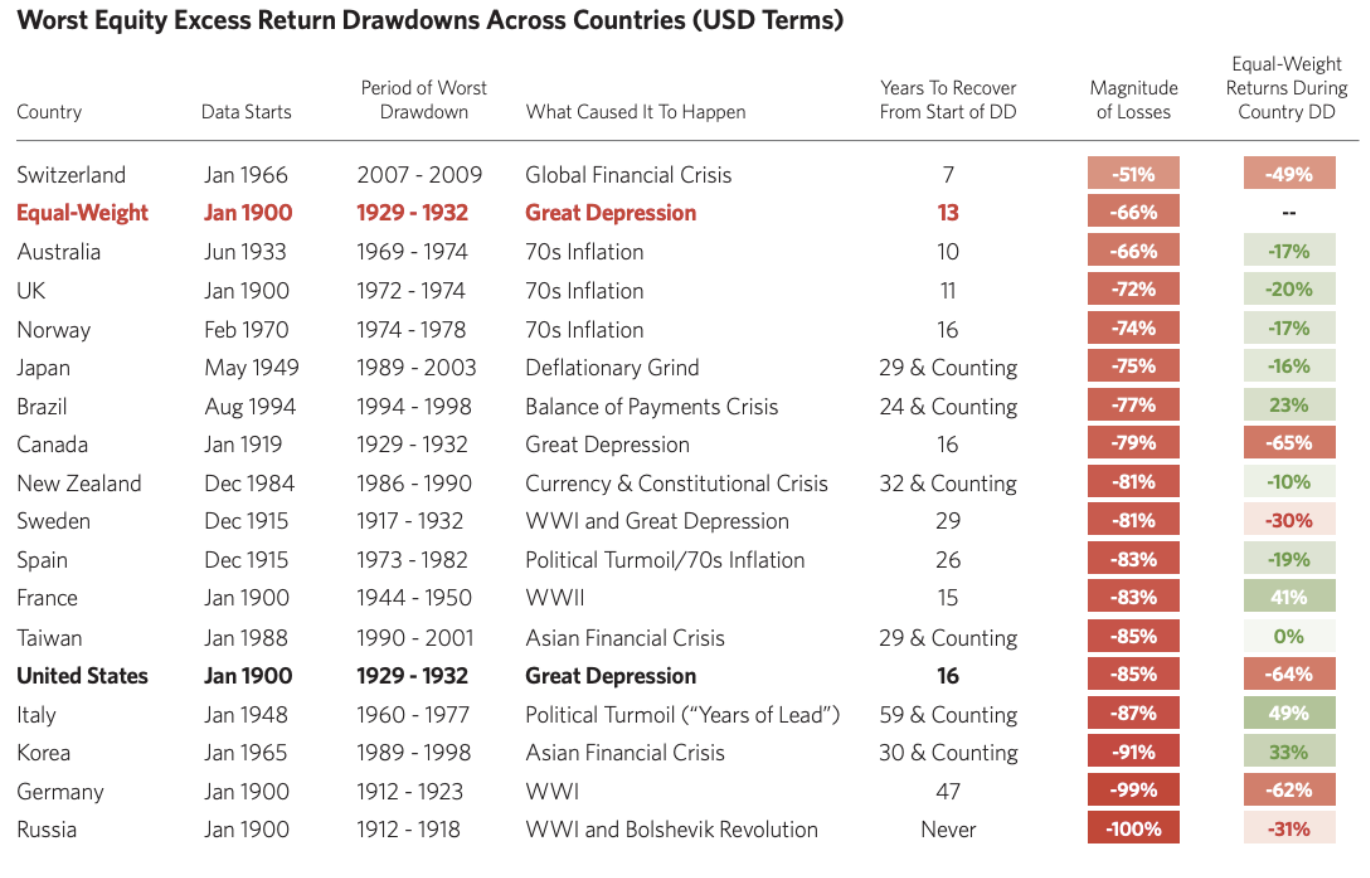 Worst Equity Excess Return Drawdowns Across Countries (USD Terms)
Country Data Starts Period of Worst Drawdown What Caused It To Happen Years To Recover From Start of DD Magnitude of Losses Equal-Weight Returns During Country DD
Switzerland Jan 1966 2007 - 2009 Global Financial Crisis 7 -51% -49%
Equal-Weight Jan 1900 1929 - 1932 Great Depression 13 -66% --
Australia Jun 1933 1969 - 1974 70s Inflation 10 -66% -17%
UK Jan 1900 1972 - 1974 70s Inflation 11 -72% -20%
Norway Feb 1970 1974 - 1978 70s Inflation 16 -74% -17%
Japan May 1949 1989 - 2003 Deflationary Grind 29 & Counting -75% -16%
Brazil Aug 1994 1994 - 1998 Balance of Payments Crisis 24 & Counting -77% 23%
Canada Jan 1919 1929 - 1932 Great Depression 16 -79% -65%
New Zealand Dec 1984 1986 - 1990 Currency & Constitutional Crisis 32 & Counting -81% -10%
Sweden Dec 1915 1917 - 1932 WWI and Great Depression 29 -81% -30%
Spain Dec 1915 1973 - 1982 Political Turmoil/70s Inflation 26 -83% -19%
France Jan 1900 1944 - 1950 WWII 15 -83% 41%
Taiwan Jan 1988 1990 - 2001 Asian Financial Crisis 29 & Counting -85% 0%
United States Jan 1900 1929 - 1932 Great Depression 16 -85% -64%
Italy Jan 1948 1960 - 1977 Political Turmoil (“Years of Lead”) 59 & Counting -87% 49%
Korea Jan 1965 1989 - 1998 Asian Financial Crisis 30 & Counting -91% 33%
Germany Jan 1900 1912 - 1923 WWI 47 -99% -62%
Russia Jan 1900 1912 - 1918 WWI and Bolshevik Revolution Never -100% -31%